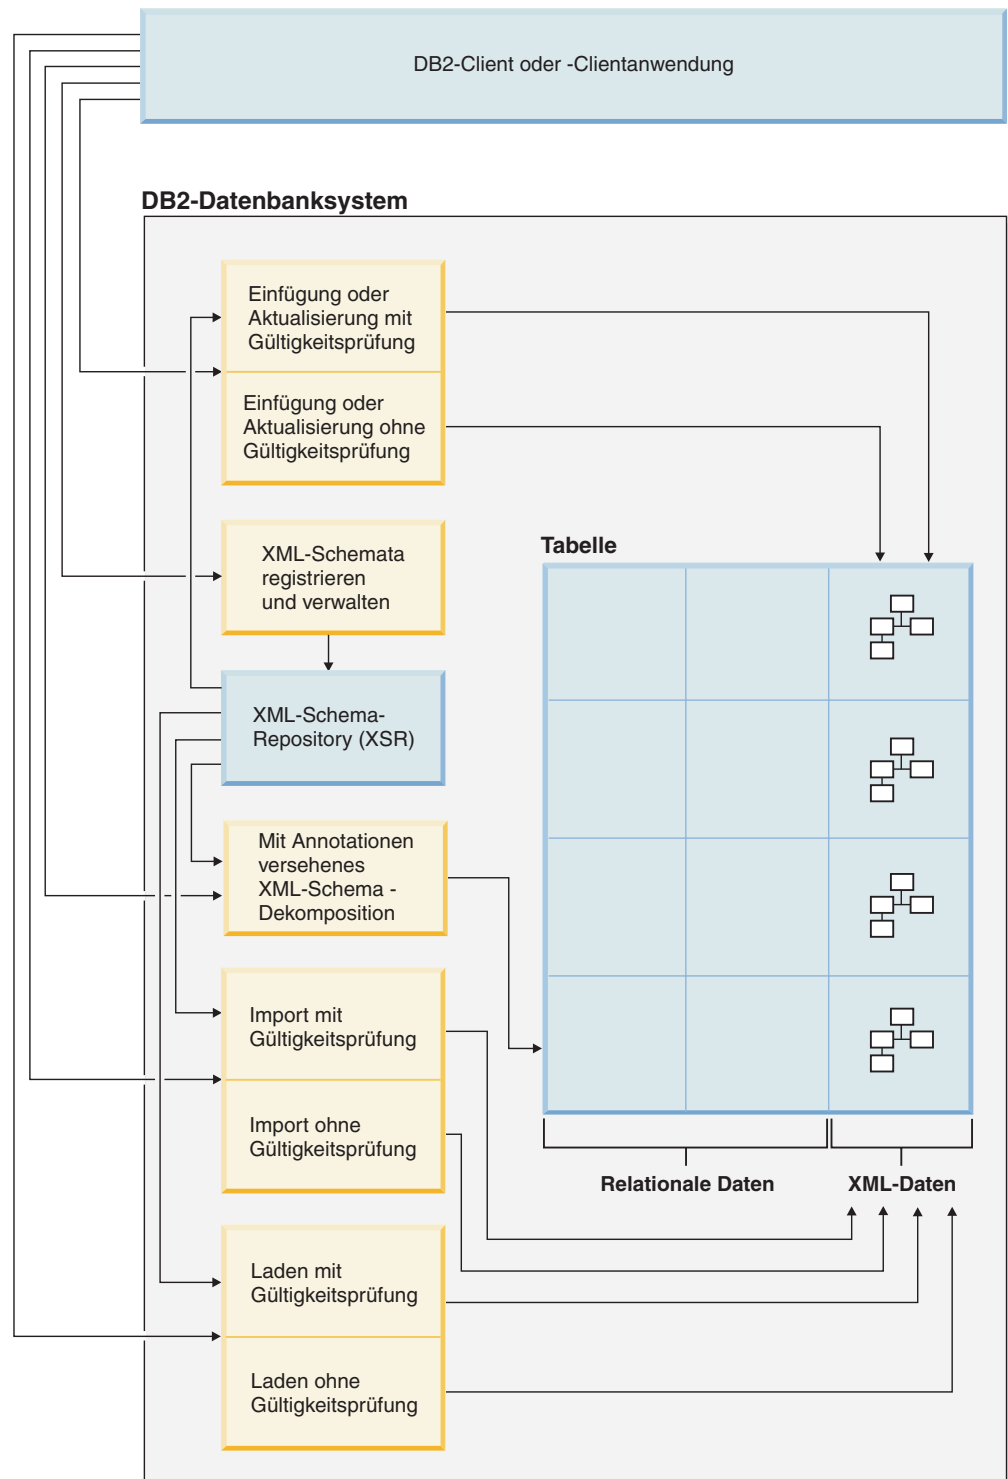 DB2-Client oder -Clientanwendung
DB2-Datenbanksystem
Einfügung oder
Aktualisierung mit
Gültigkeitsprüfung
Einfügung oder
Aktualisierung ohne
Gültigkeitsprüfung
XML-Schemata
registrieren
und verwalten
Tabelle
XML-Schema-
Repository (XSR)
Mit Annotationen
versehenes
XML-Schema -
Dekomposition
Import mit
Gültigkeitsprüfung
Import ohne
Gültigkeitsprüfung
Relationale Daten
XML-Daten
Laden mit
Gültigkeitsprüfung
Laden ohne
Gültigkeitsprüfung